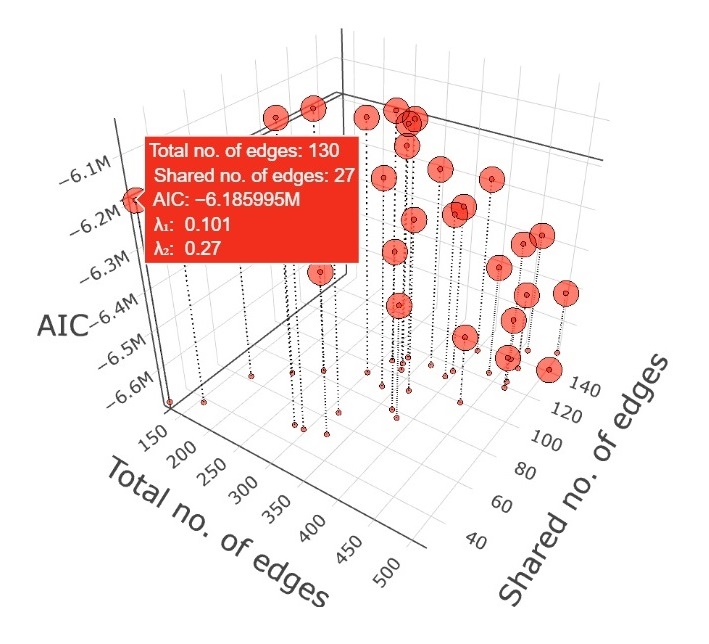 Total no. of edges: 130
Shared no. of edges: 27
AIC: −6.185995M
λ₁: 0.101
λ₂: 0.27
−6.1M
−6.2M
−6.3M
−6.4M
−6.5M
−6.6M
AIC
150
200
250
300
350
400
450
500
Total no. of edges
40
60
80
100
120
140
Shared no. of edges